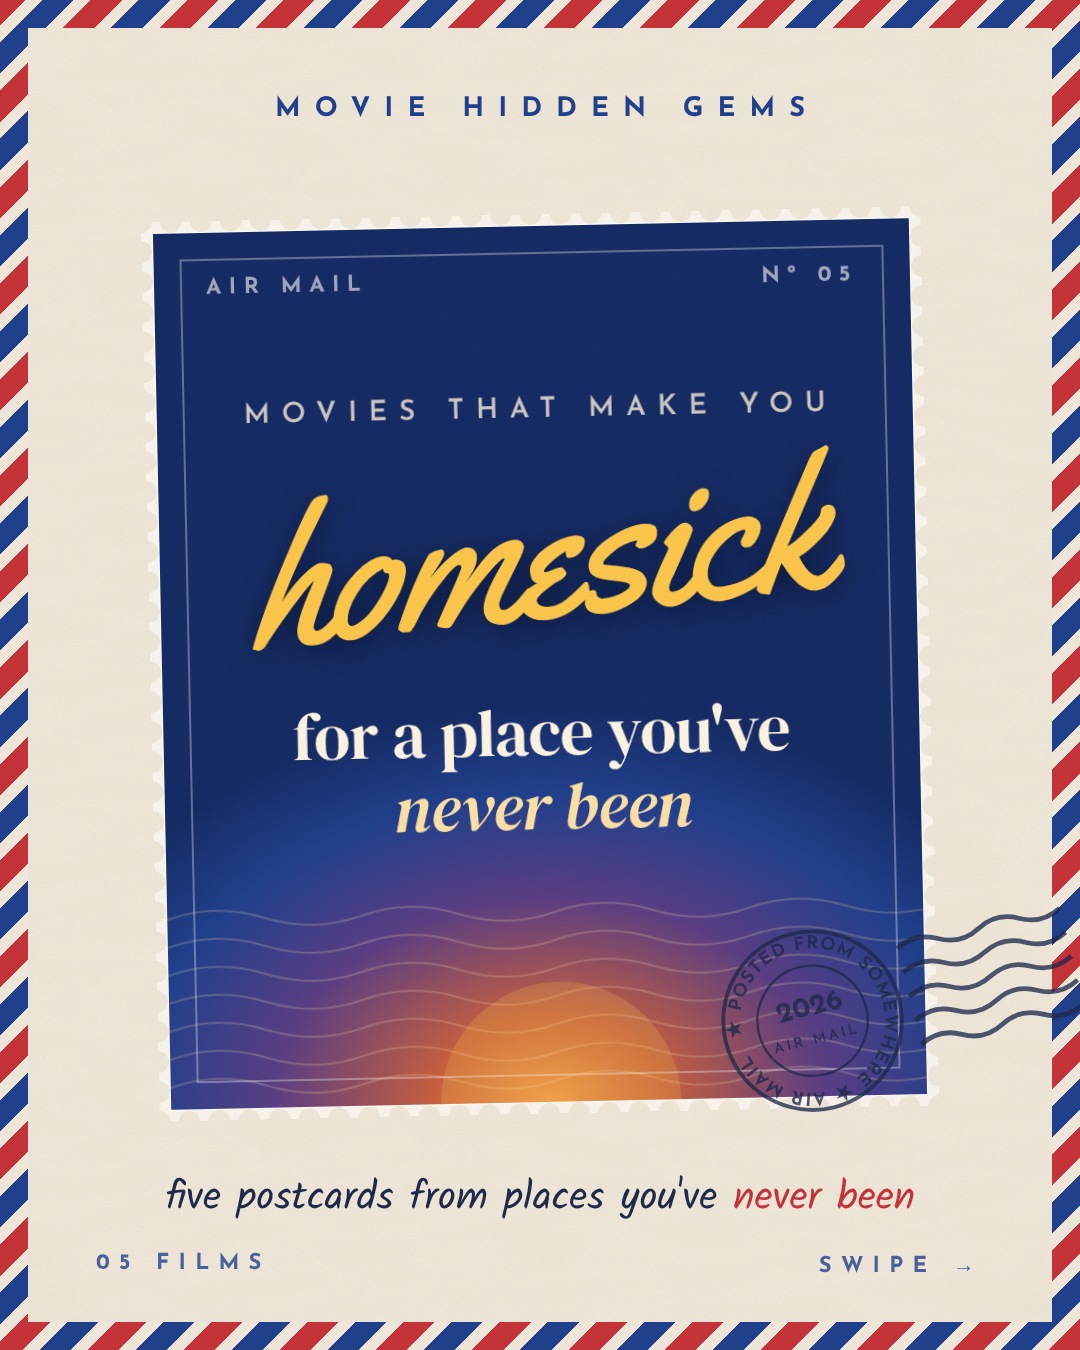 MOVIE HIDDEN GEMS
AIR MAIL
N° 05
MOVIES THAT MAKE YOU
homesick
for a place you've
never been
★ POSTED FROM SOMEWHERE ★ AIR MAIL
2026
AIR MAIL
five postcards from places you've never been
05 FILMS
SWIPE →